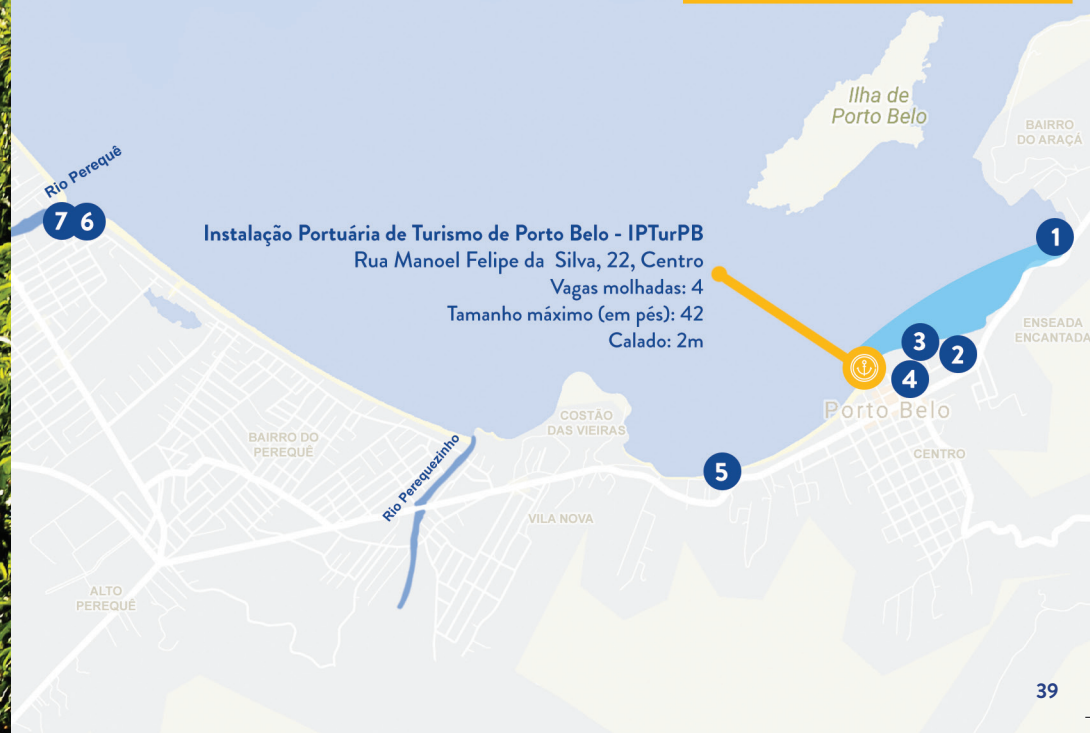 Ilha de
Porto Belo
BAIRRO
DO ARAÇÁ
Rio Perequê
7 6
1
Instalação Portuária de Turismo de Porto Belo - IPTurPB
Rua Manoel Felipe da Silva, 22, Centro
Vagas molhadas: 4
Tamanho máximo (em pés): 42
Calado: 2m
ENSEADA
ENCANTADA
3
2
4
Porto Belo
COSTÃO
DAS VIEIRAS
BAIRRO DO
PEREQUÊ
Rio Perequezinho
CENTRO
5
VILA NOVA
ALTO
PEREQUÊ
39